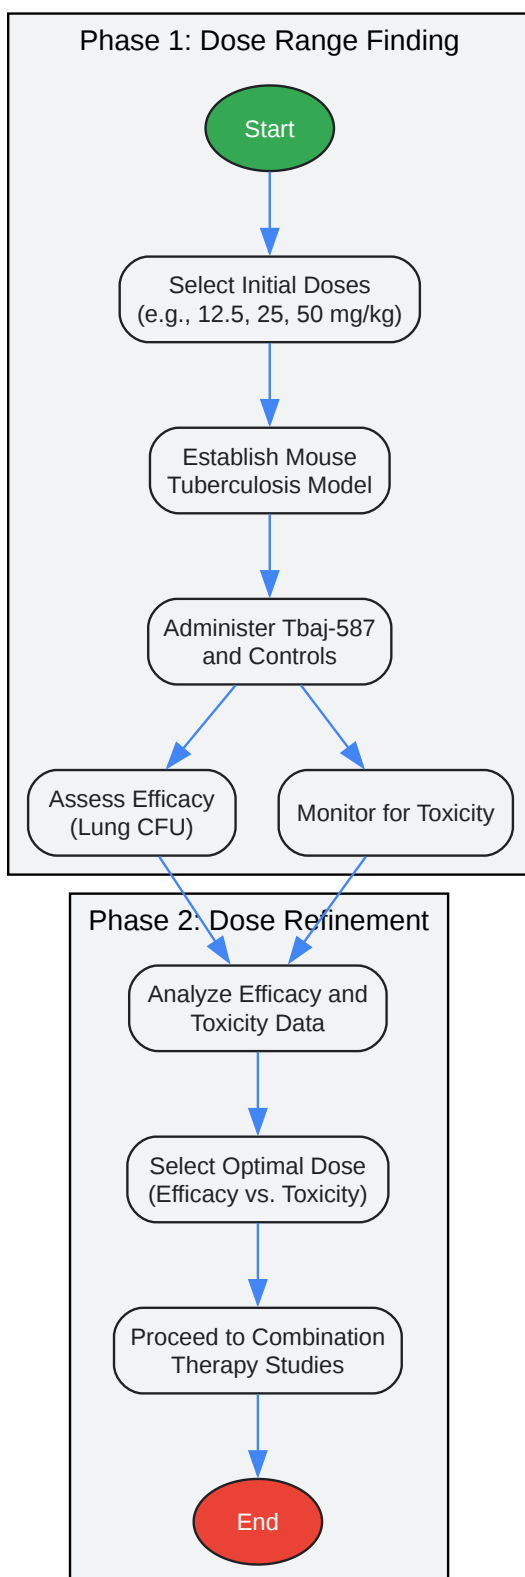 Phase 1: Dose Range Finding
Start
Select Initial Doses
(e.g., 12.5, 25, 50 mg/kg)
Establish Mouse
Tuberculosis Model
Administer Tbaj-587
and Controls
Assess Efficacy
(Lung CFU)
Monitor for Toxicity
Phase 2: Dose Refinement
Analyze Efficacy and
Toxicity Data
Select Optimal Dose
(Efficacy vs. Toxicity)
Proceed to Combination
Therapy Studies
End